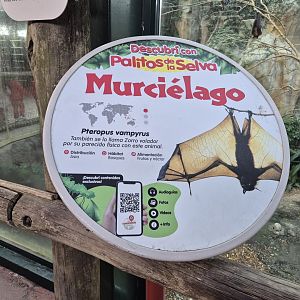 Descubrí con
Palitos de la Selva
Murciélago
Pteropus vampyrus
También se lo llama Zorro volador
por su parecido físico con este animal.
Distribución
Asia
Hábitat
Bosques
Alimentación
Frutas y néctar
¡Descubrí contenidos
exclusivos!
Audioguía
Fotos
Videos
+ Info